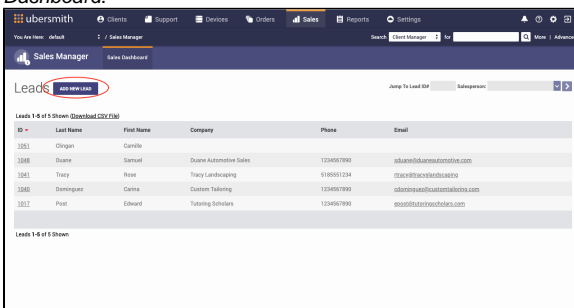 Dashboard.
ubersmith Clients Support Devices Orders Sales Reports Settings
You Are Here: default / Sales Manager Search Client Manager for More | Advance
Sales Manager Sales Dashboard
Leads ADD NEW LEAD Jump To Lead ID# Salesperson:
Leads 1-5 of 5 Shown (Download CSV File)
ID Last Name First Name Company Phone Email
1051 Clingan Camille
1048 Duane Samuel Duane Automotive Sales 1234567890 sduane@duaneautomotive.com
1041 Tracy Rose Tracy Landscaping 5185551234 rtracy@tracyslandscaping
1040 Dominguez Carina Custom Tailoring 1234567890 cdominguez@customtailoring.com
1017 Post Edward Tutoring Scholars 1234567890 epost@tutoringscholars.com
Leads 1-5 of 5 Shown